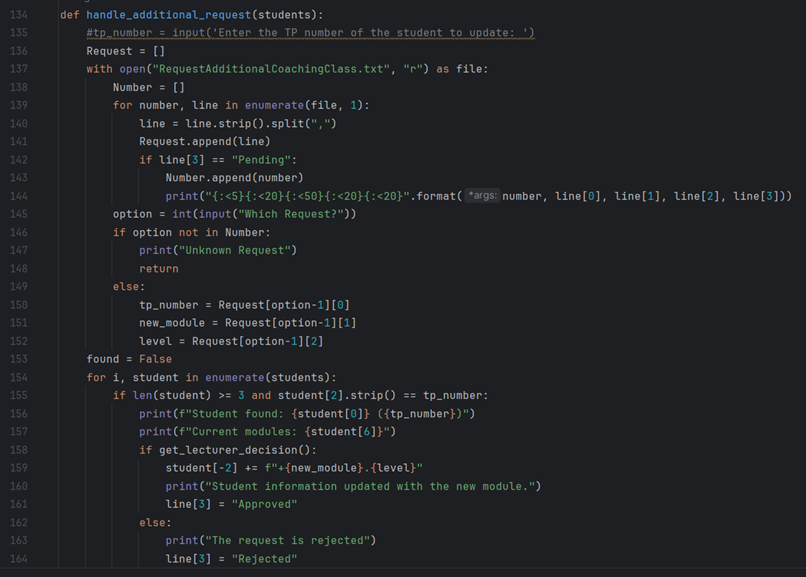 134 def handle_additional_request(students):
135     #tp_number = input('Enter the TP number of the student to update: ')
136     Request = []
137     with open("RequestAdditionalCoachingClass.txt", "r") as file:
138         Number = []
139         for number, line in enumerate(file, 1):
140             line = line.strip().split(",")
141             Request.append(line)
142             if line[3] == "Pending":
143                 Number.append(number)
144                 print("{:<5}{:<20}{:<50}{:<20}{:<20}".format( *args: number, line[0], line[1], line[2], line[3]))
145         option = int(input("Which Request?"))
146         if option not in Number:
147             print("Unknown Request")
148             return
149         else:
150             tp_number = Request[option-1][0]
151             new_module = Request[option-1][1]
152             level = Request[option-1][2]
153     found = False
154     for i, student in enumerate(students):
155         if len(student) >= 3 and student[2].strip() == tp_number:
156             print(f"Student found: {student[0]} ({tp_number})")
157             print(f"Current modules: {student[6]}")
158             if get_lecturer_decision():
159                 student[-2] += f"+{new_module}.{level}"
160                 print("Student information updated with the new module.")
161                 line[3] = "Approved"
162             else:
163                 print("The request is rejected")
164                 line[3] = "Rejected"